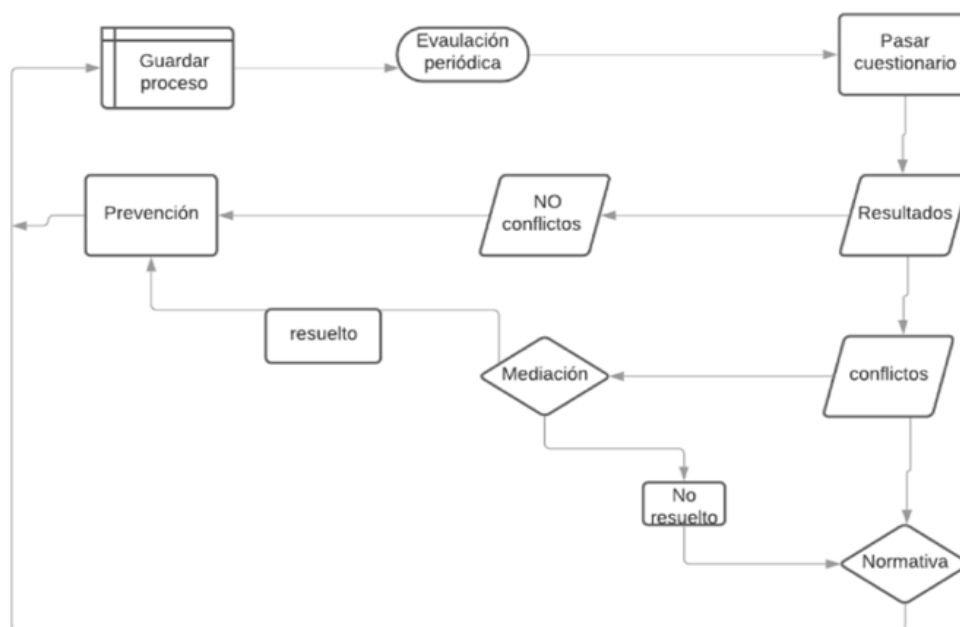 Guardar
proceso
Evaulación
periódica
Pasar
cuestionario
Prevención
NO
conflictos
Resultados
resuelto
Mediación
conflictos
No
resuelto
Normativa